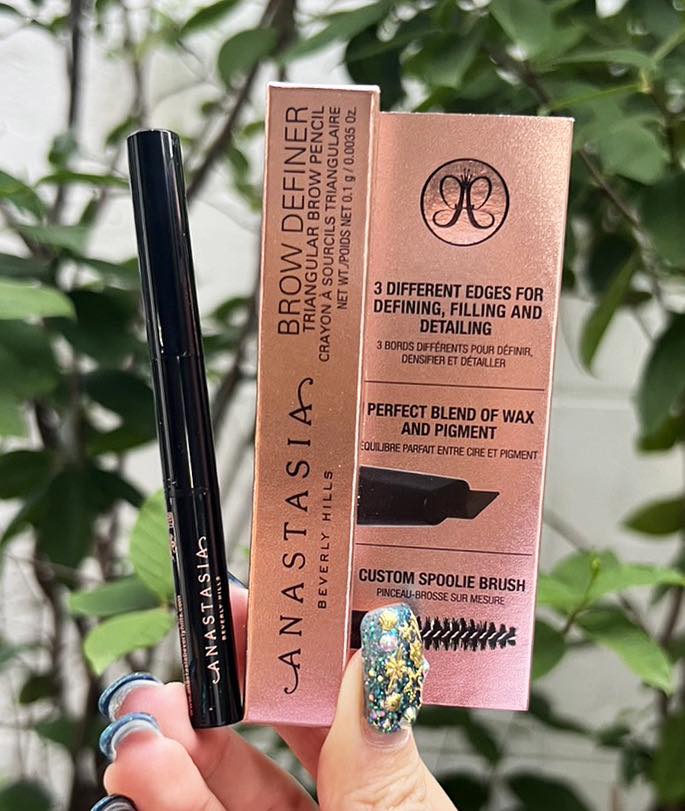 ANASTASIA
BEVERLY HILLS
BROW DEFINER
TRIANGULAR BROW PENCIL
CRAYON À SOURCILS TRIANGULAIRE
NET WT./POIDS NET 0.1 g / 0.0035 Oz.
ANASTASIA
BEVERLY HILLS
3 DIFFERENT EDGES FOR
DEFINING, FILLING AND
DETAILING
3 BORDS DIFFÉRENTS POUR DÉFINIR,
DENSIFIER ET DÉTAILLER
PERFECT BLEND OF WAX
AND PIGMENT
ÉQUILIBRE PARFAIT ENTRE CIRE ET PIGMENT
CUSTOM SPOOLIE BRUSH
PINCEAU-BROSSE SUR MESURE